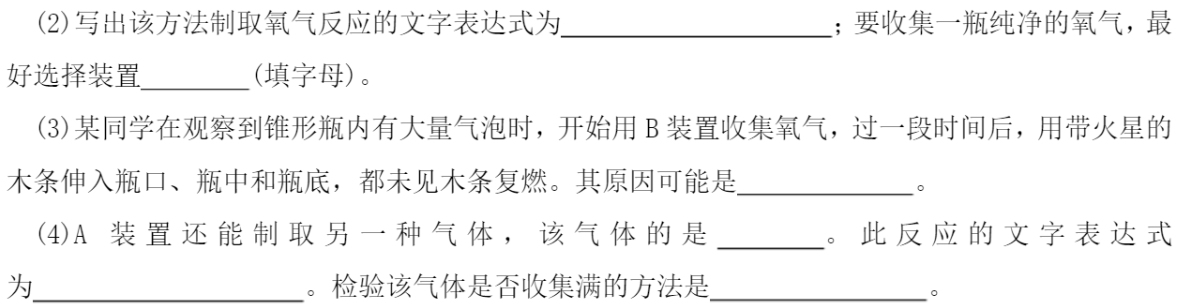 (2)写出该方法制取氧气反应的文字表达式为____________________；要收集一瓶纯净的氧气，最
好选择装置________(填字母)。
(3)某同学在观察到锥形瓶内有大量气泡时，开始用 B 装置收集氧气，过一段时间后，用带火星的
木条伸入瓶口、瓶中和瓶底，都未见木条复燃。其原因可能是_____________。
(4)A 装置还能制取另一种气体，该气体的是________。此反应的文字表达式
为____________________。检验该气体是否收集满的方法是________________。